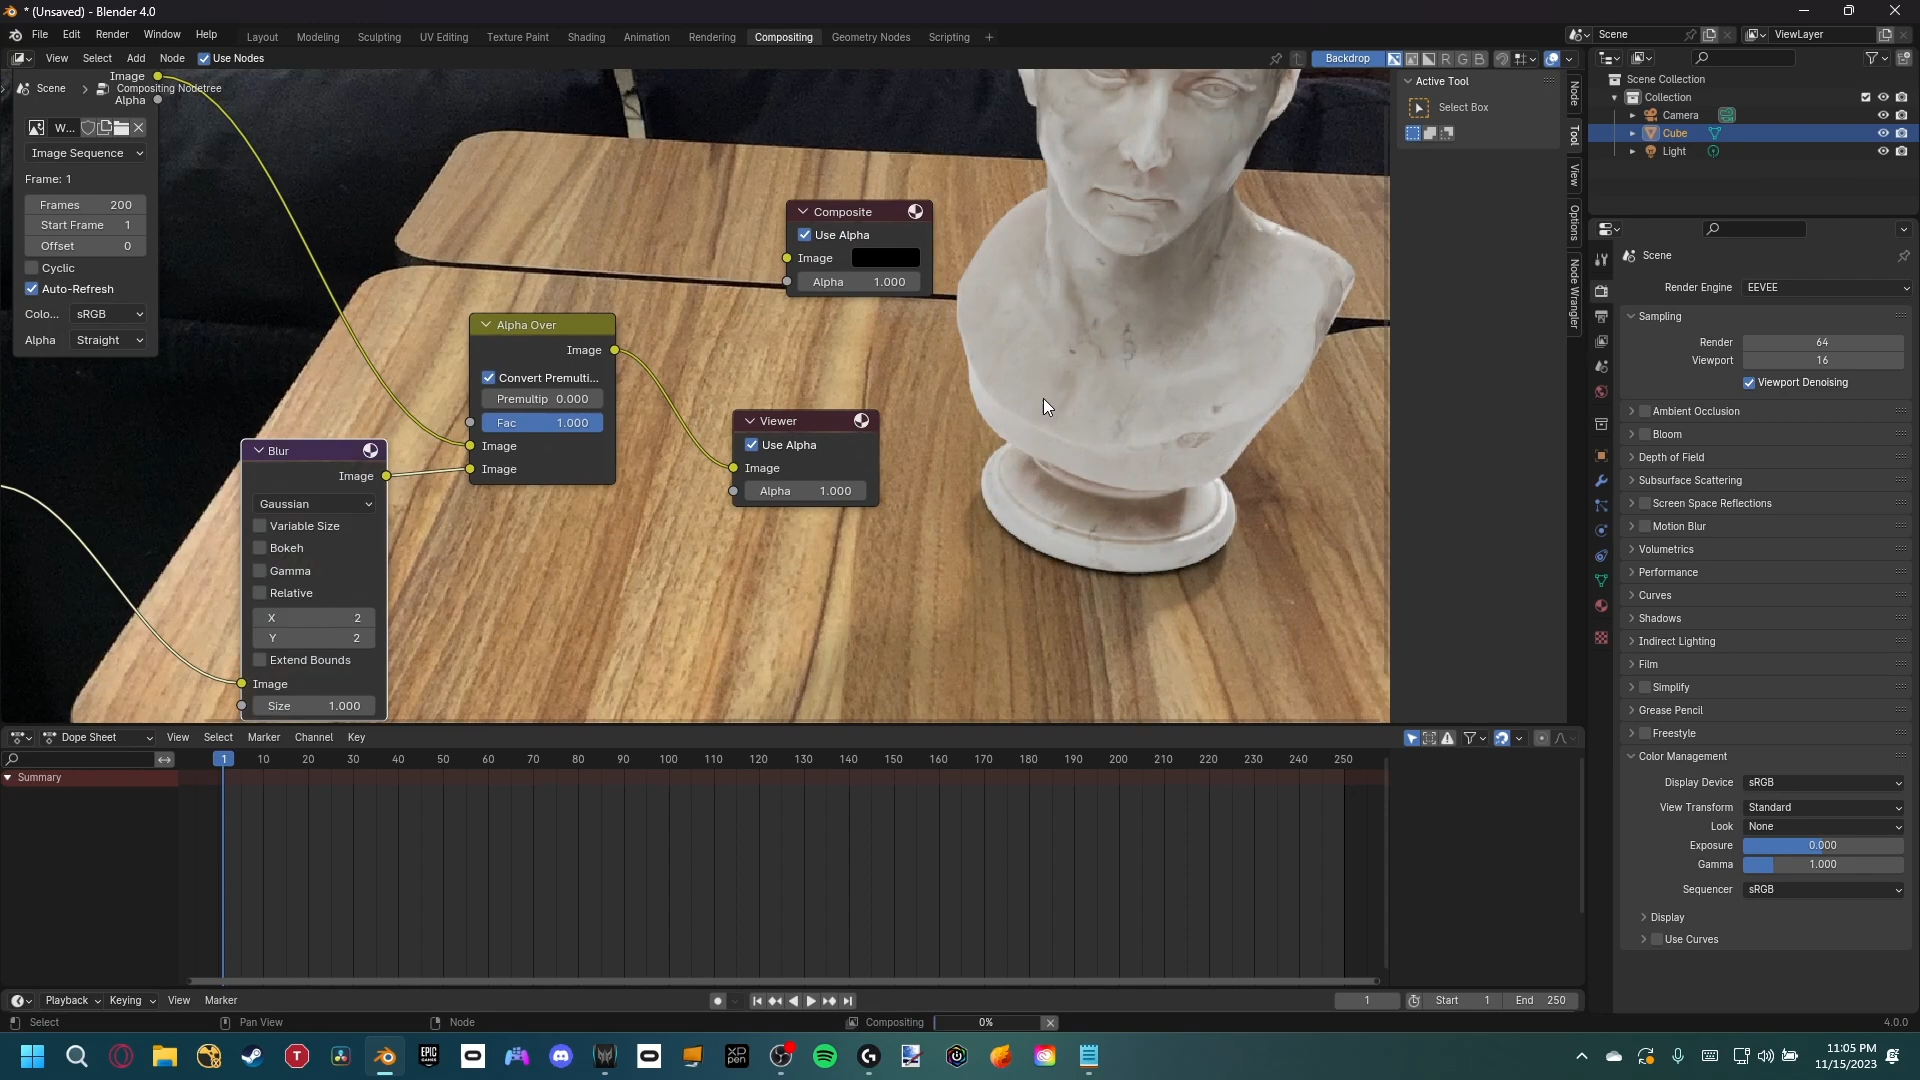 * (Unsaved) - Blender 4.0
File Edit Render Window Help
Layout Modeling Sculpting UV Editing Texture Paint Shading Animation Rendering Compositing Geometry Nodes Scripting +
Scene
ViewLayer
View Select Add Node Use Nodes
Backdrop
R G B
Image
Scene > Compositing Nodetree
Alpha
W...
Image Sequence
Frame: 1
Frames 200
Start Frame 1
Offset 0
Cyclic
Auto-Refresh
Colo... sRGB
Alpha Straight
Composite
Use Alpha
Image
Alpha 1.000
Alpha Over
Image
Convert Premulti...
Premultip 0.000
Fac 1.000
Image
Image
Viewer
Use Alpha
Image
Alpha 1.000
Blur
Image
Gaussian
Variable Size
Bokeh
Gamma
Relative
X 2
Y 2
Extend Bounds
Image
Size 1.000
Active Tool
Select Box
Node
Tool
View
Options
Node Wrangler
Scene Collection
Collection
Camera
Cube
Light
Scene
Render Engine EEVEE
Sampling
Render 64
Viewport 16
Viewport Denoising
Ambient Occlusion
Bloom
Depth of Field
Subsurface Scattering
Screen Space Reflections
Motion Blur
Volumetrics
Performance
Curves
Shadows
Indirect Lighting
Film
Simplify
Grease Pencil
Freestyle
Color Management
Display Device sRGB
View Transform Standard
Look None
Exposure 0.000
Gamma 1.000
Sequencer sRGB
Display
Use Curves
Dope Sheet View Select Marker Channel Key
1 10 20 30 40 50 60 70 80 90 100 110 120 130 140 150 160 170 180 190 200 210 220 230 240 250
Summary
Playback Keying View Marker
1 Start 1 End 250
Select Pan View Node Compositing 0% 4.0.0
T
EPIC
GAMES
XP
PEN
11:05 PM
11/15/2023